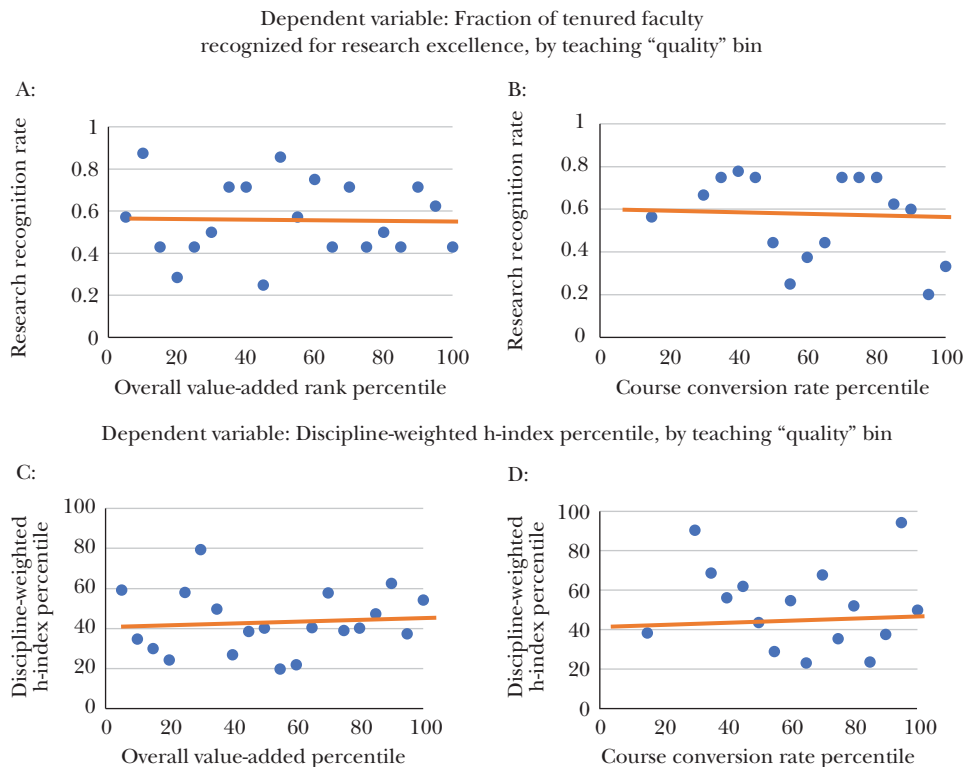 Dependent variable: Fraction of tenured faculty
recognized for research excellence, by teaching “quality” bin
A:
Research recognition rate
1
0.8
0.6
0.4
0.2
0
0 20 40 60 80 100
Overall value-added rank percentile
B:
Research recognition rate
1
0.8
0.6
0.4
0.2
0
0 20 40 60 80 100
Course conversion rate percentile
Dependent variable: Discipline-weighted h-index percentile, by teaching “quality” bin
C:
Discipline-weighted
h-index percentile
100
80
60
40
20
0
0 20 40 60 80 100
Overall value-added percentile
D:
Discipline-weighted
h-index percentile
100
80
60
40
20
0
0 20 40 60 80 100
Course conversion rate percentile